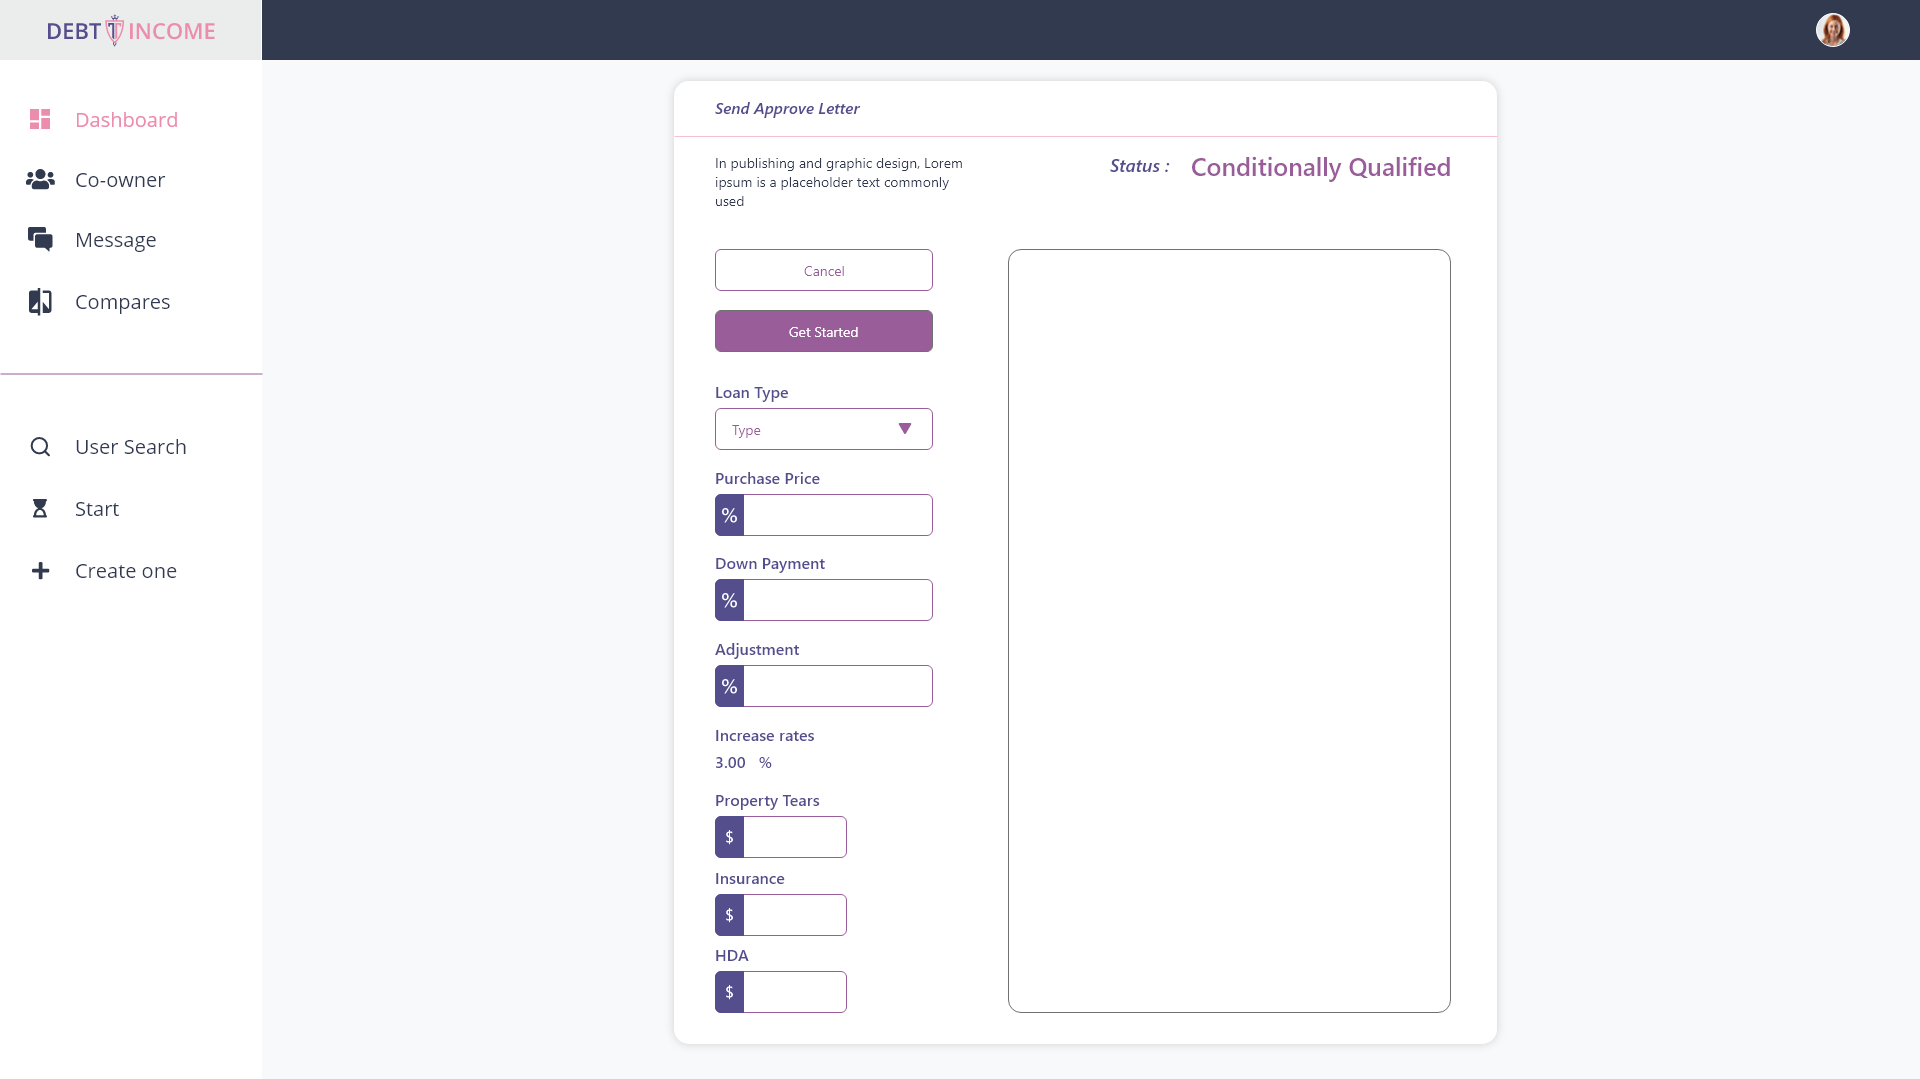 DEBT INCOME
Dashboard
Co-owner
Message
Compares
User Search
Start
Create one
Send Approve Letter
In publishing and graphic design, Lorem
ipsum is a placeholder text commonly
used
Status : Conditionally Qualified
Cancel
Get Started
Loan Type
Type
Purchase Price
%
Down Payment
%
Adjustment
%
Increase rates
3.00 %
Property Tears
$
Insurance
$
HDA
$